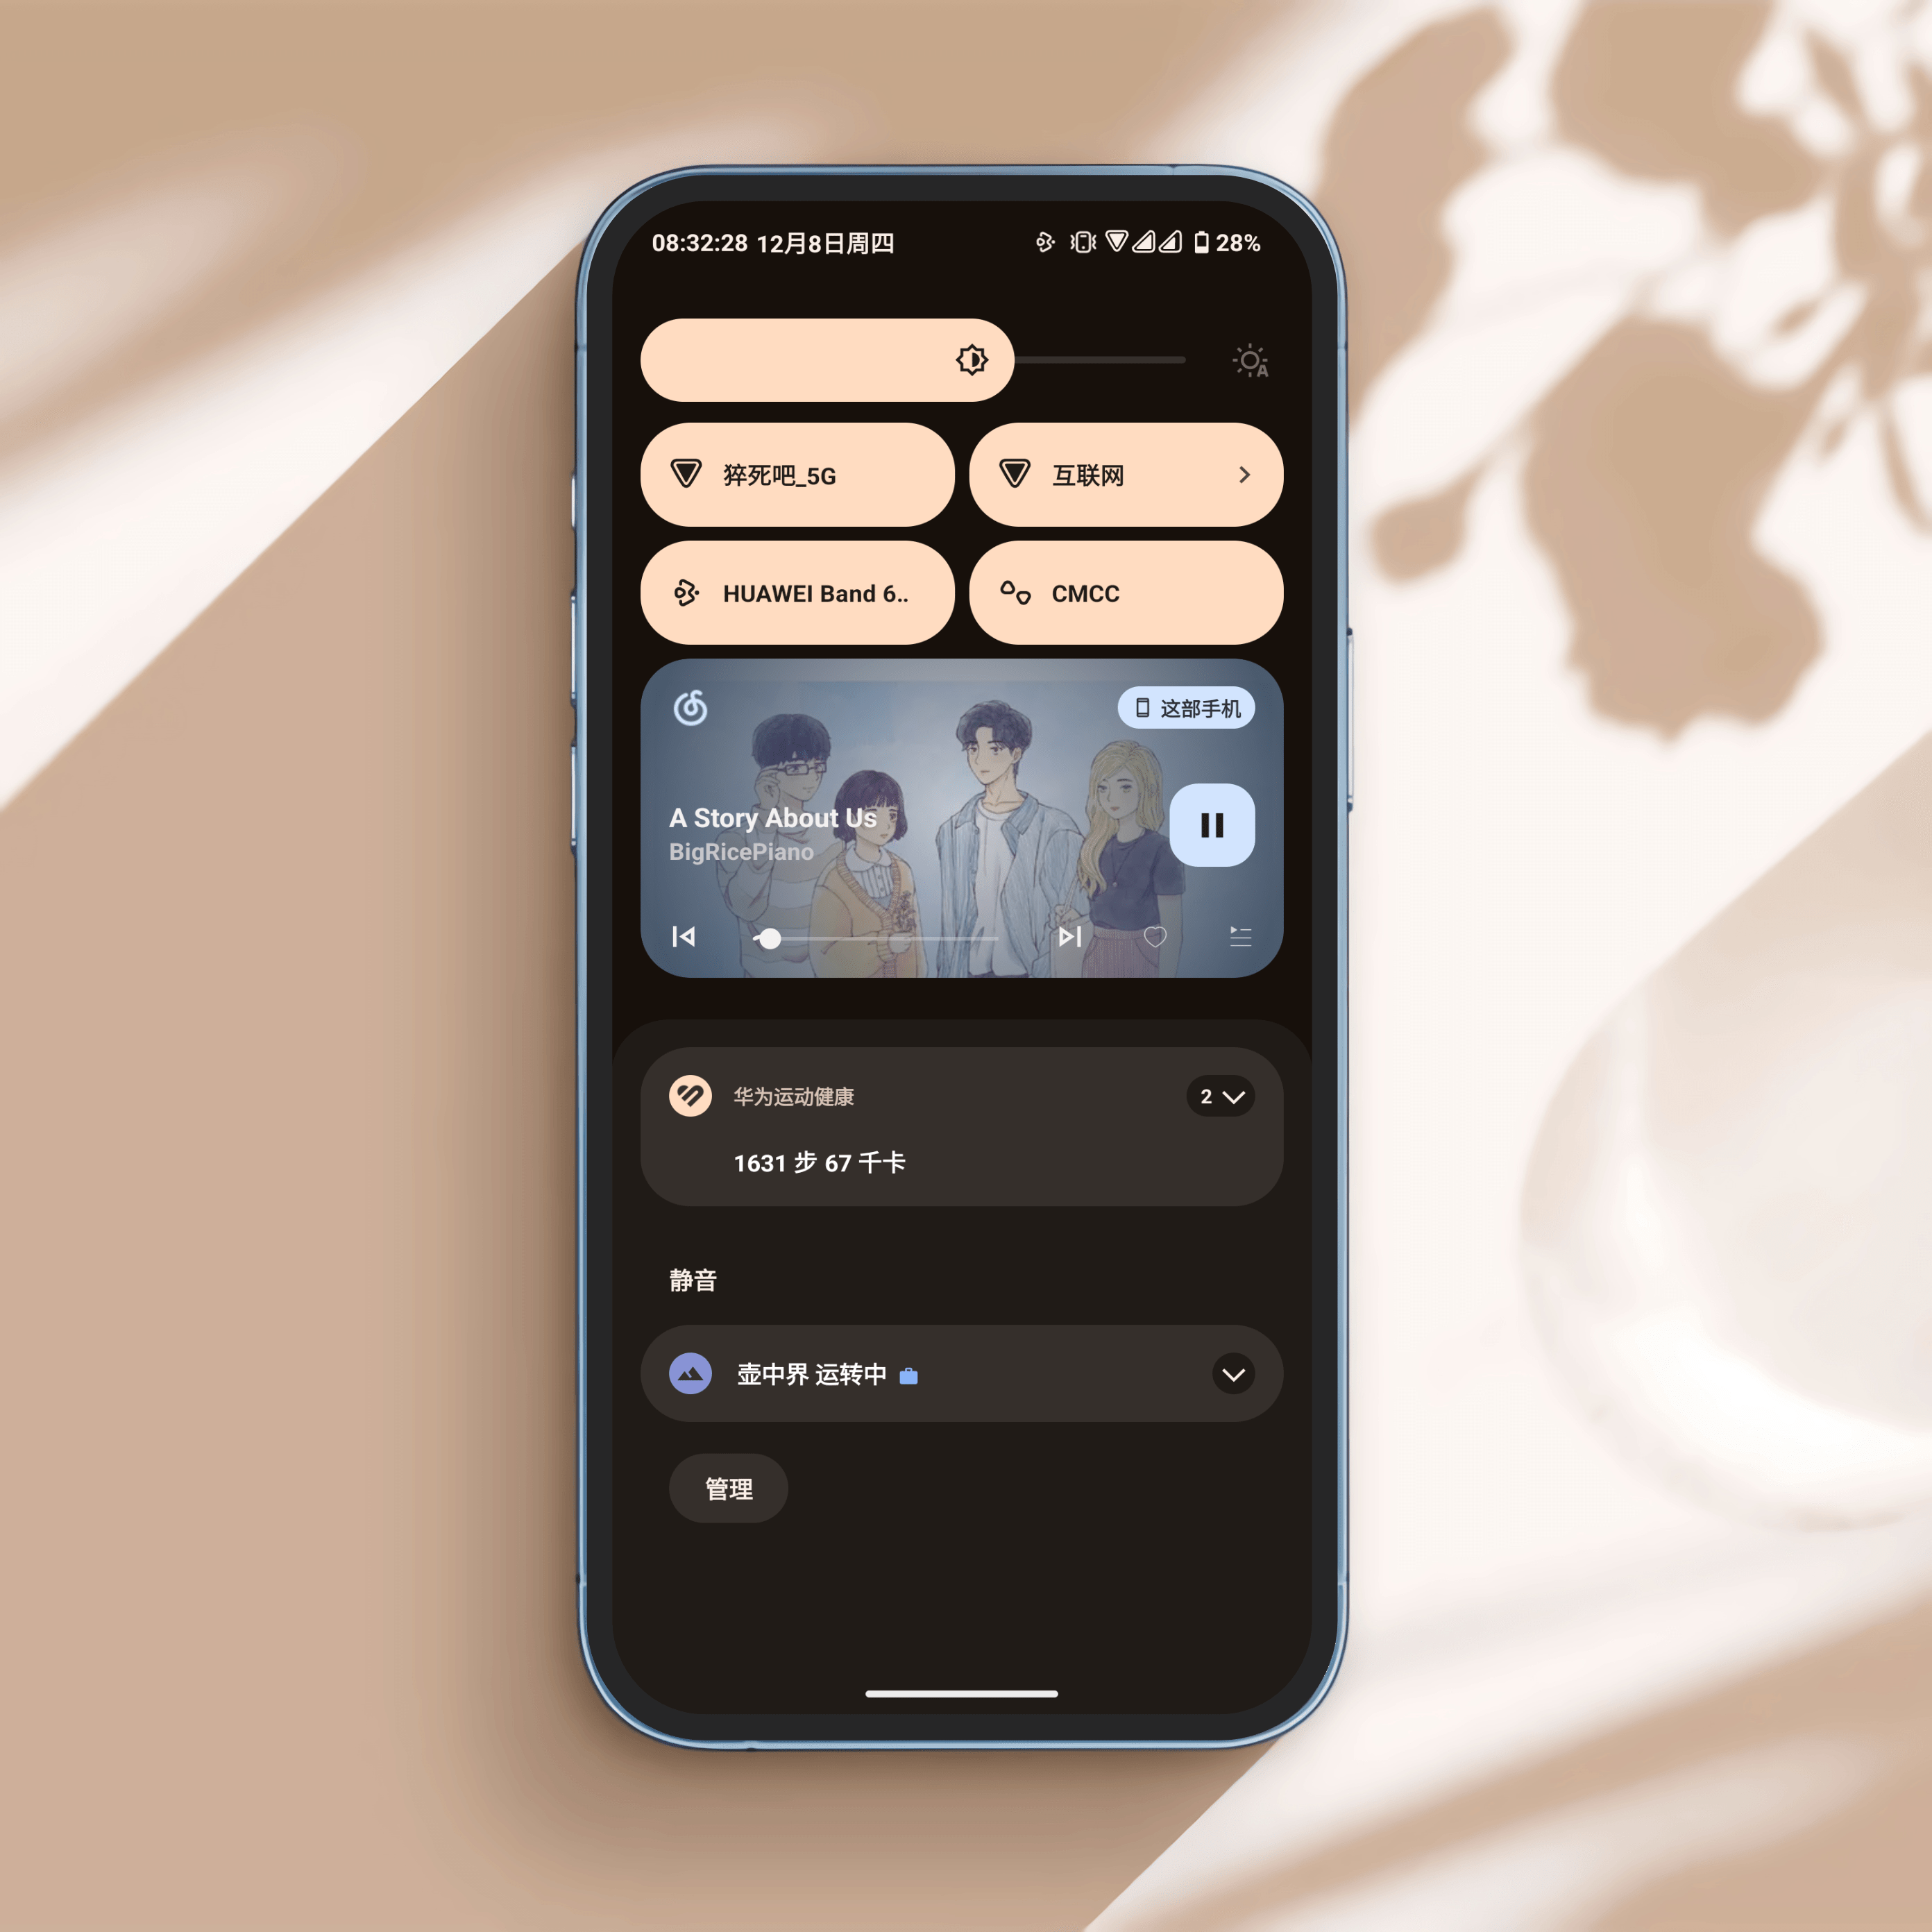 08:32:28 12月8日周四
28%
猝死吧_5G
互联网
HUAWEI Band 6..
CMCC
这部手机
A Story About Us
BigRicePiano
华为运动健康
2
1631 步 67 千卡
静音
壶中界 运转中
管理